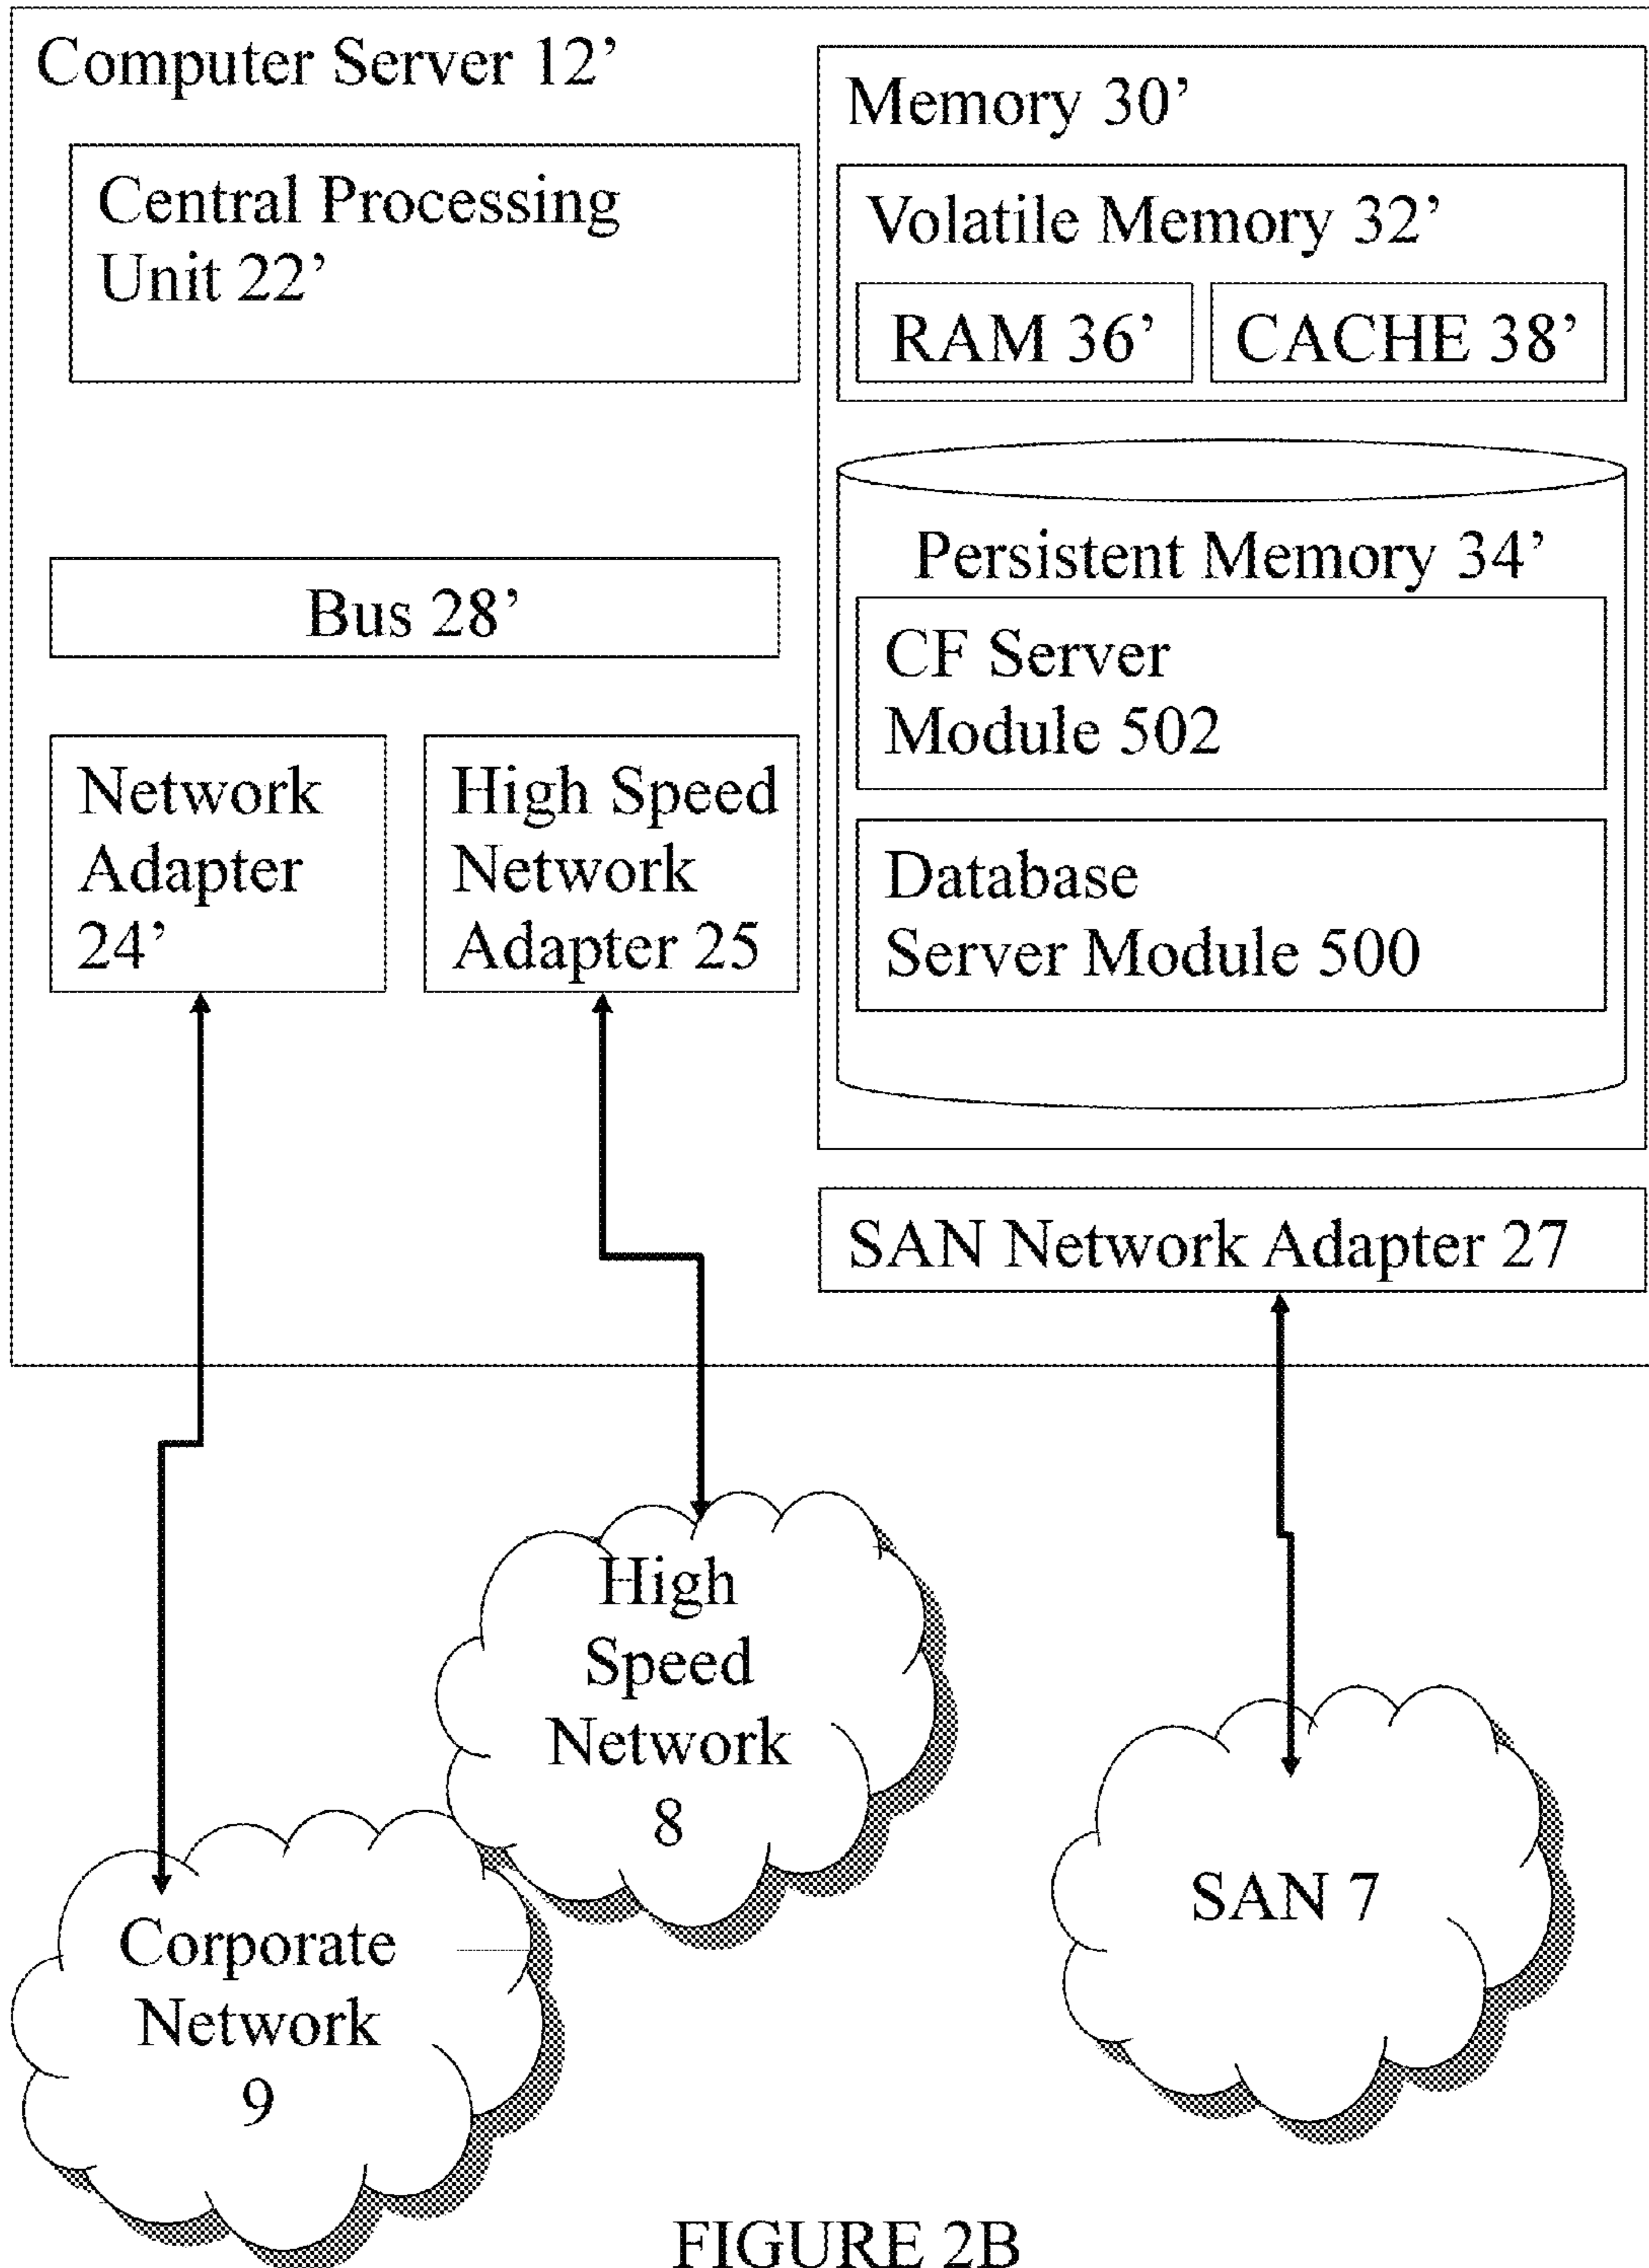 Computer Server 12’
Central Processing
Unit 22’
Bus 28’
Network
Adapter
24’
High Speed
Network
Adapter 25
Memory 30’
Volatile Memory 32’
RAM 36’
CACHE 38’
Persistent Memory 34’
CF Server
Module 502
Database
Server Module 500
SAN Network Adapter 27
High
Speed
Network
8
Corporate
Network
9
SAN 7
FIGURE 2B